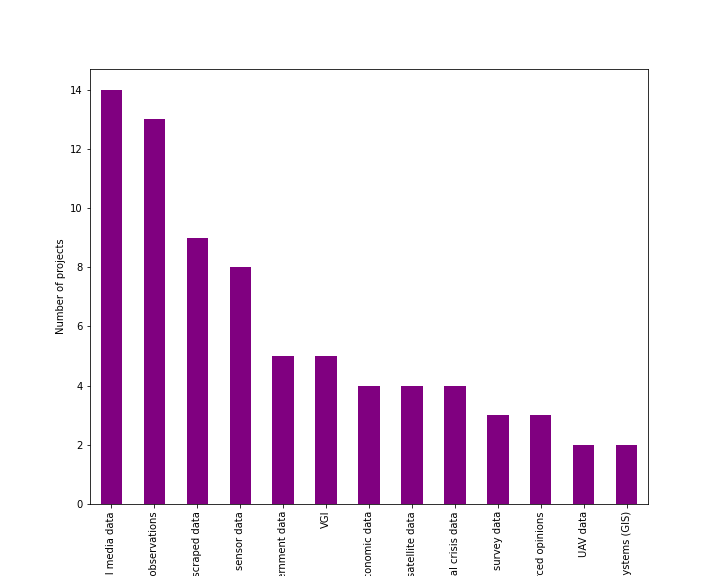 14
12
10
8
6
4
2
0
Number of projects
l media data
observations
scraped data
sensor data
ernment data
VGI
conomic data
satellite data
al crisis data
survey data
rced opinions
UAV data
ystems (GIS)